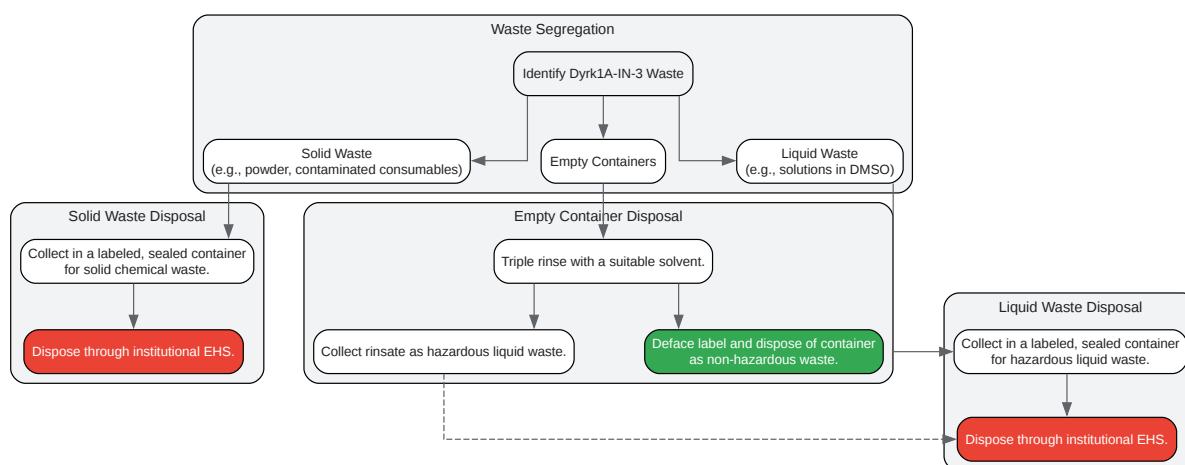 Waste Segregation
Identify Dyrk1A-IN-3 Waste
Solid Waste
(e.g., powder, contaminated consumables)
Empty Containers
Liquid Waste
(e.g., solutions in DMSO)
Solid Waste Disposal
Collect in a labeled, sealed container
for solid chemical waste.
Dispose through institutional EHS.
Empty Container Disposal
Triple rinse with a suitable solvent.
Collect rinsate as hazardous liquid waste.
Deface label and dispose of container
as non-hazardous waste.
Liquid Waste Disposal
Collect in a labeled, sealed container
for hazardous liquid waste.
Dispose through institutional EHS.